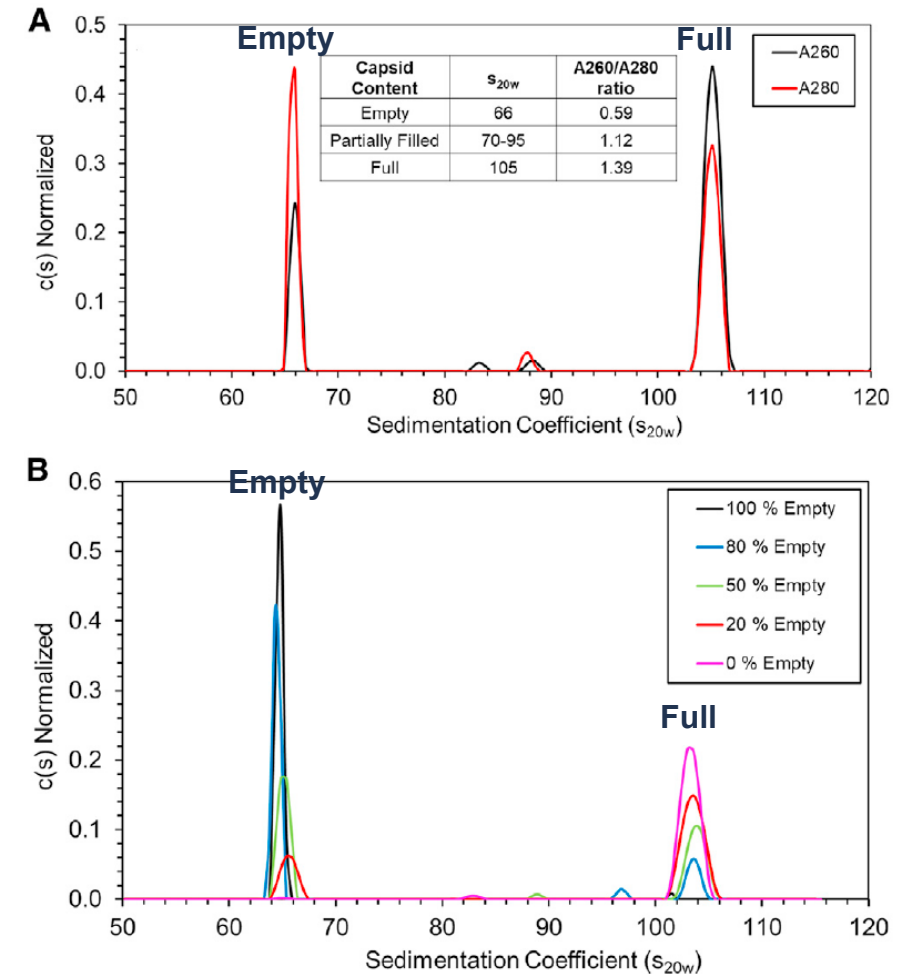 A
Empty
Full
0.5
0.4
0.3
0.2
0.1
0.0
c(s) Normalized
Capsid Content s20w A260/A280 ratio
Empty 66 0.59
Partially Filled 70-95 1.12
Full 105 1.39
A260
A280
50 60 70 80 90 100 110 120
Sedimentation Coefficient (s20w)
B
Empty
Full
0.6
0.5
0.4
0.3
0.2
0.1
0.0
c(s) Normalized
100 % Empty
80 % Empty
50 % Empty
20 % Empty
0 % Empty
50 60 70 80 90 100 110 120
Sedimentation Coefficient (s20w)